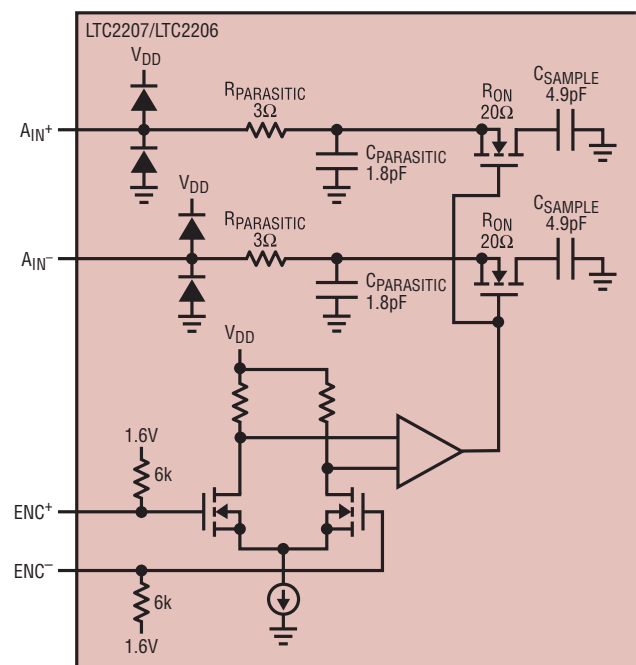 LTC2207/LTC2206
VDD
RPARASITIC
3Ω
RON
20Ω
CSAMPLE
4.9pF
AIN+
CPARASITIC
1.8pF
VDD
RPARASITIC
3Ω
RON
20Ω
CSAMPLE
4.9pF
AIN–
CPARASITIC
1.8pF
VDD
1.6V
6k
ENC+
ENC–
6k
1.6V